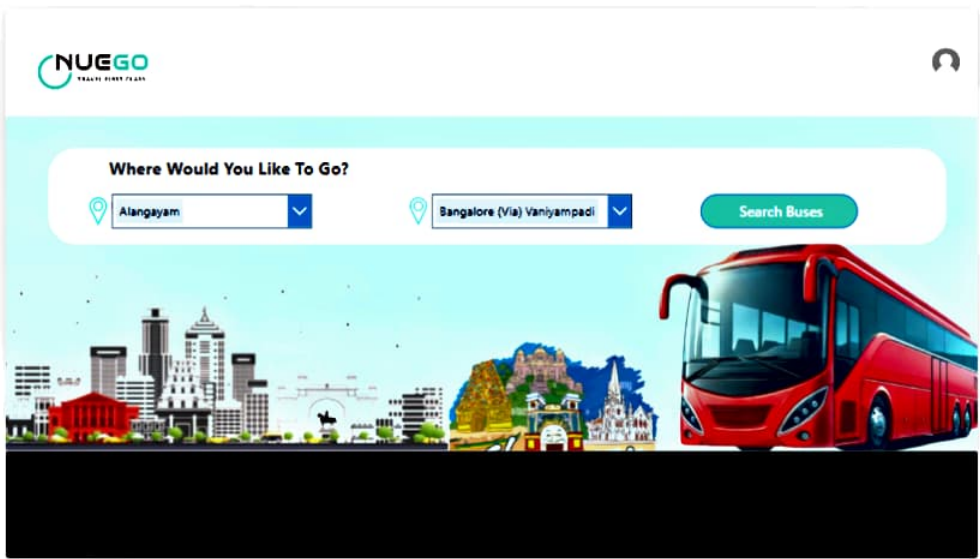 NUEGO
Where Would You Like To Go?
Alangayam
Bangalore (Via) Vaniyampadi
Search Buses